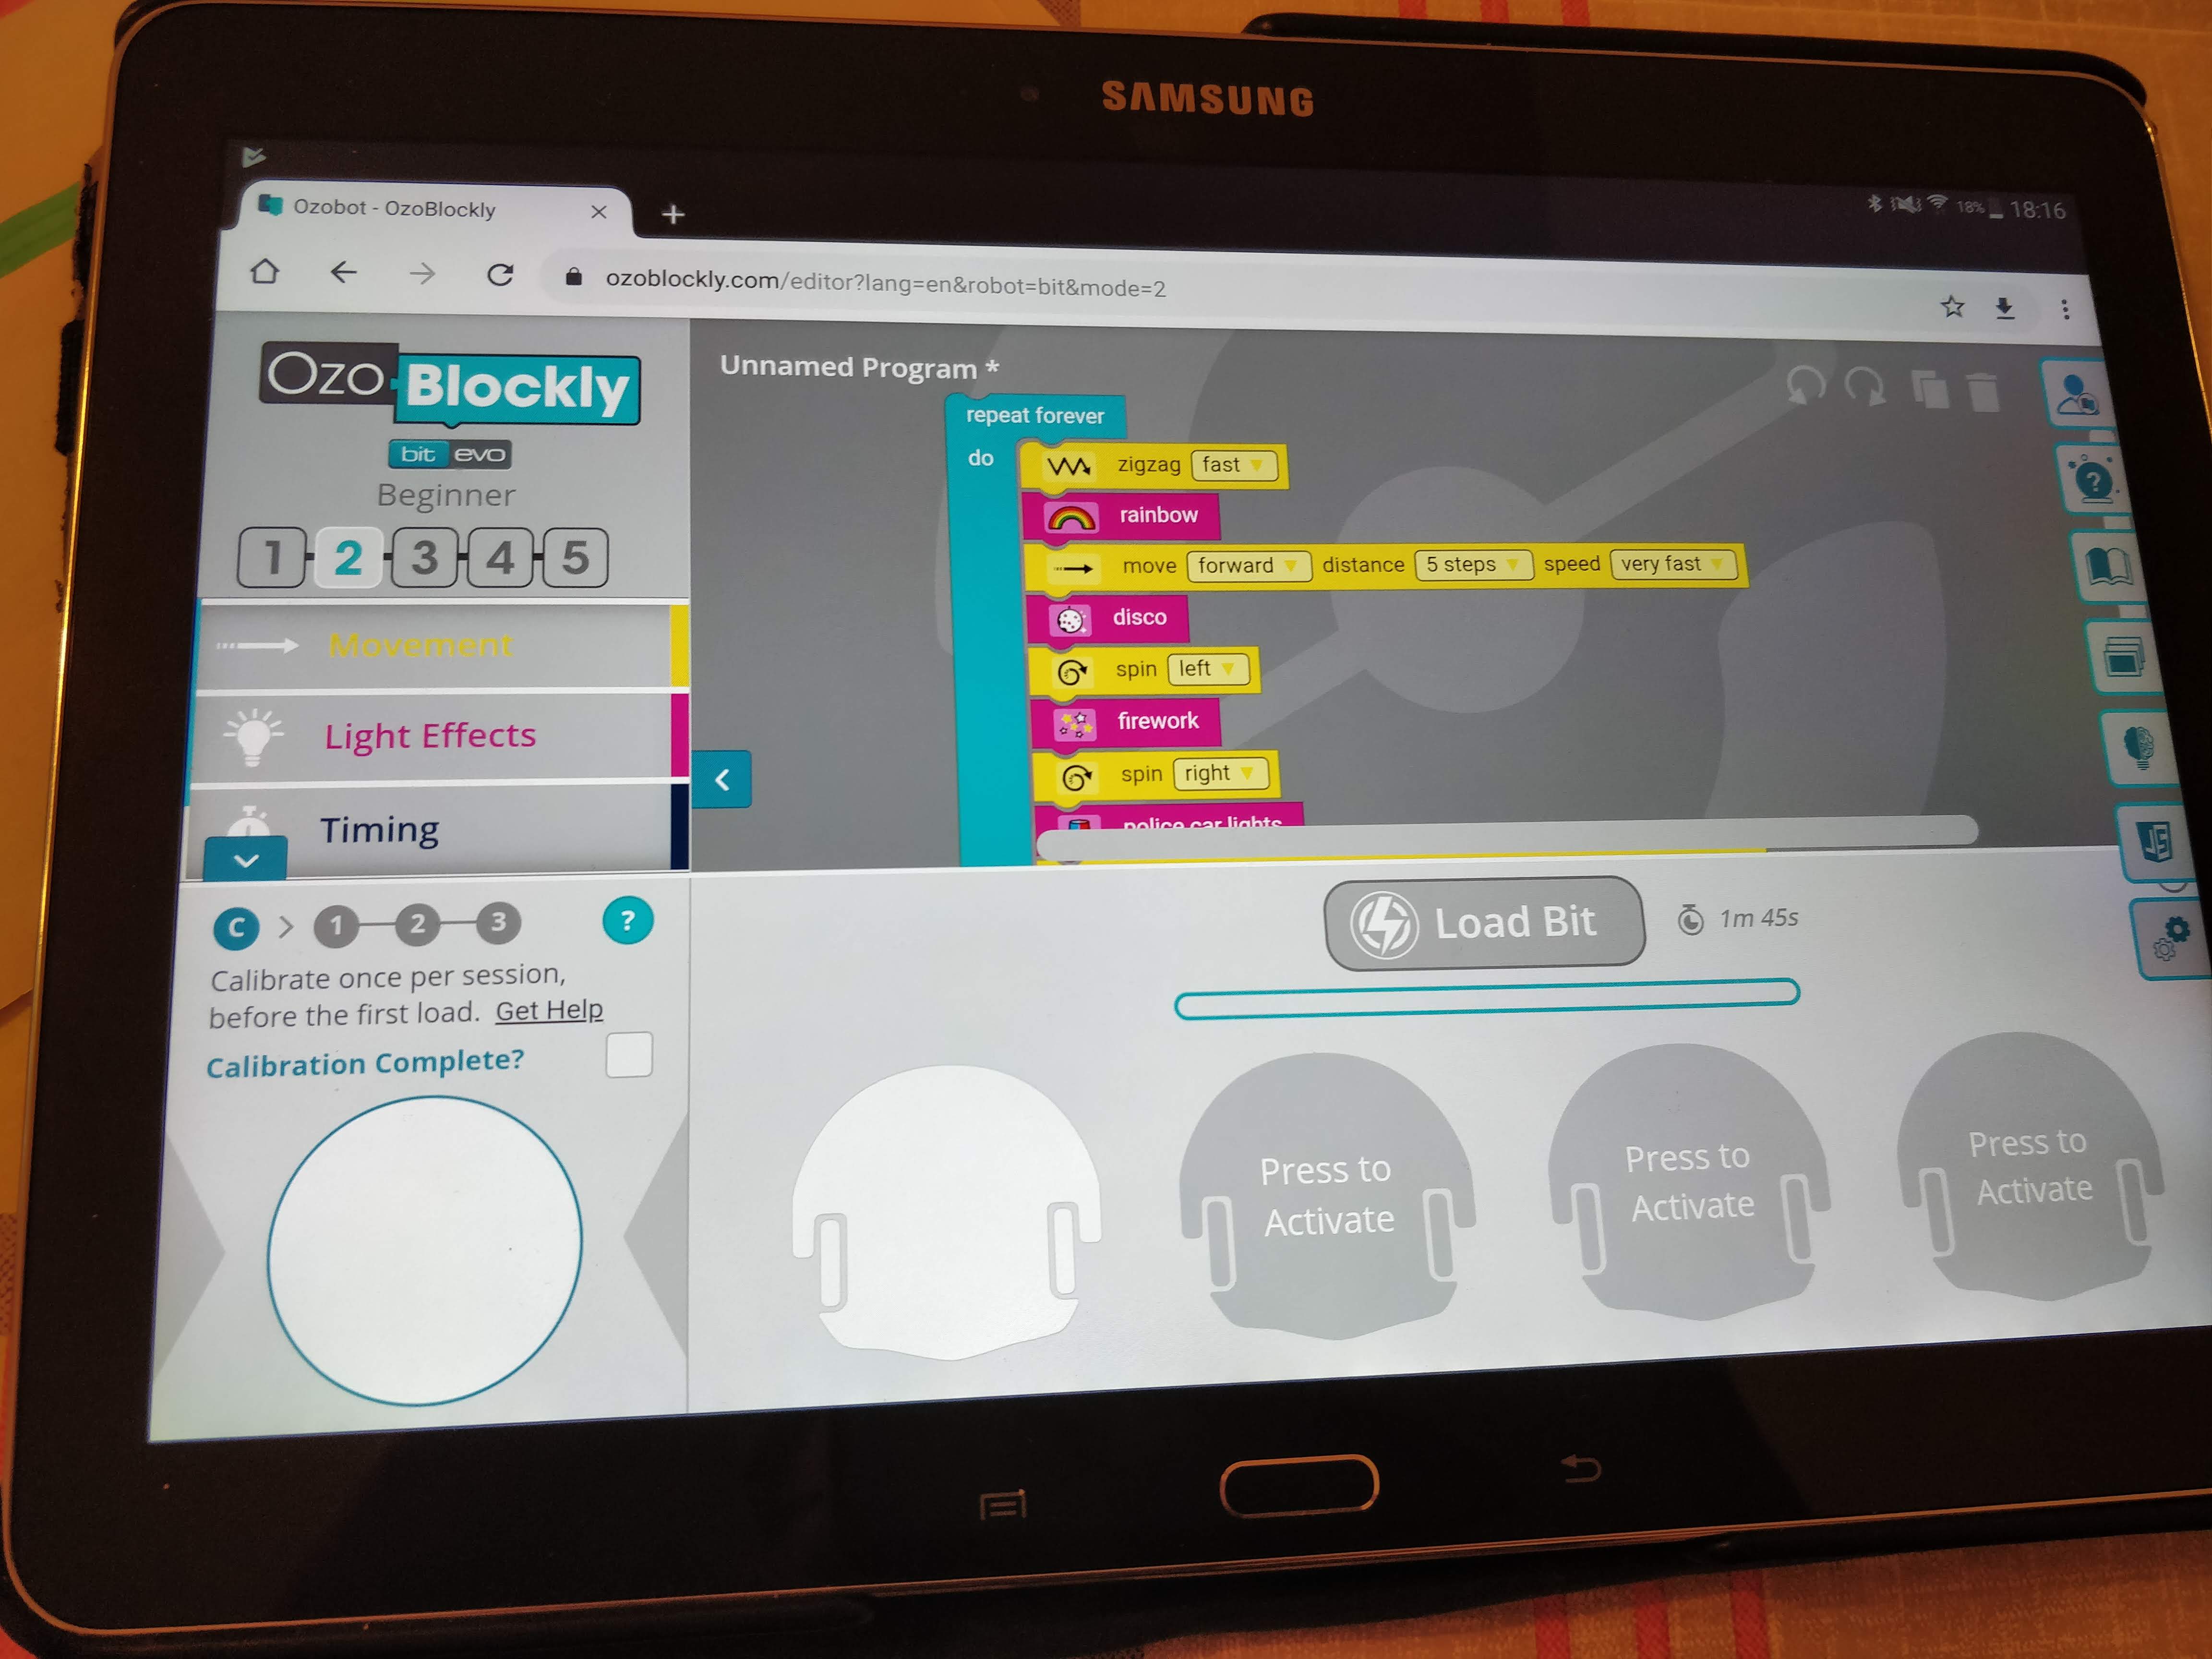 SAMSUNG
Ozobot - OzoBlockly
18% 18:16
ozoblockly.com/editor?lang=en&robot=bit&mode=2
Ozo Blockly
bit evo
Beginner
1 2 3 4 5
Movement
Light Effects
Timing
Unnamed Program *
repeat forever
do
zigzag fast
rainbow
move forward distance 5 steps speed very fast
disco
spin left
firework
spin right
police car lights
JS
C > 1 2 3 ?
Calibrate once per session,
before the first load. Get Help
Calibration Complete?
Load Bit 1m 45s
Press to
Activate
Press to
Activate
Press to
Activate